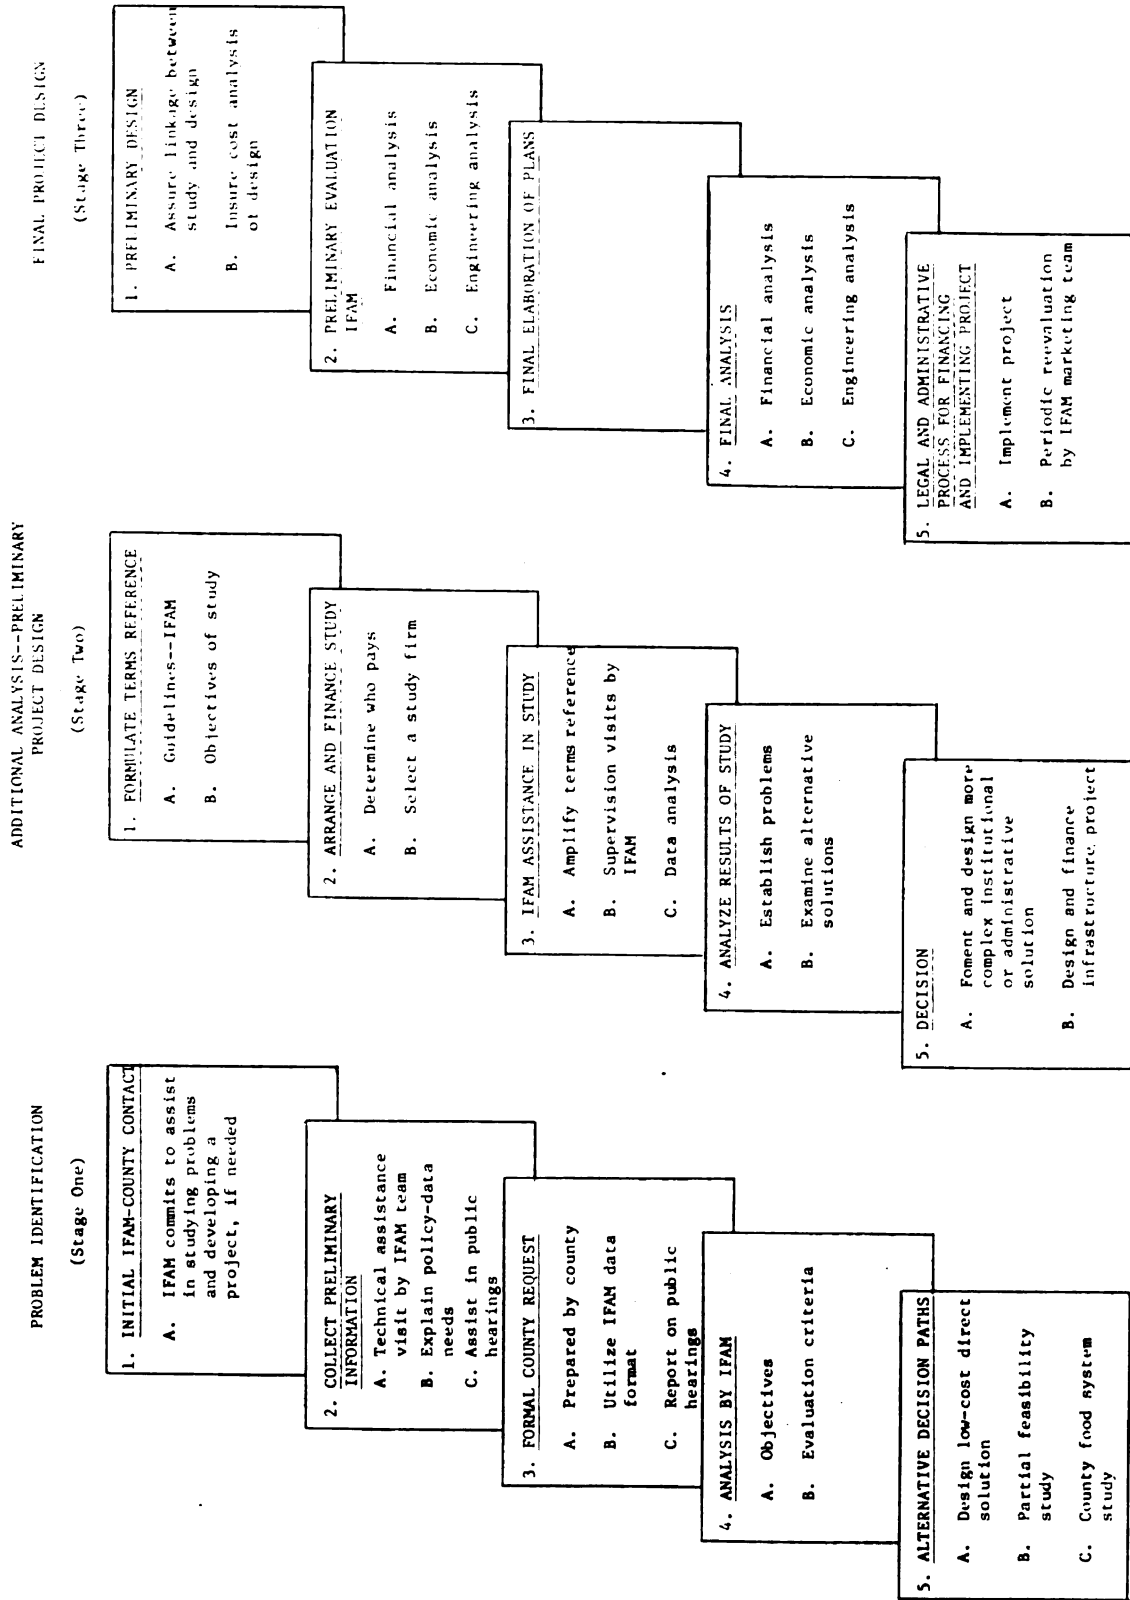 PROBLEM IDENTIFICATION
(Stage One)
1. INITIAL IFAM-COUNTY CONTACT
A. IFAM commits to assist
in studying problems
and developing a
project, if needed
2. COLLECT PRELIMINARY
INFORMATION
A. Technical assistance
visit by IFAM team
B. Explain policy-data
needs
C. Assist in public
hearings
3. FORMAL COUNTY REQUEST
A. Prepared by county
B. Utilize IFAM data
format
C. Report on public
hearings
4. ANALYSIS BY IFAM
A. Objectives
B. Evaluation criteria
5. ALTERNATIVE DECISION PATHS
A. Design low-cost direct
solution
B. Partial feasibility
study
C. County food system
study
ADDITIONAL ANALYSIS--PRELIMINARY
PROJECT DESIGN
(Stage Two)
1. FORMULATE TERMS REFERENCE
A. Guidelines--IFAM
B. Objectives of study
2. ARRANGE AND FINANCE STUDY
A. Determine who pays
B. Select a study firm
3. IFAM ASSISTANCE IN STUDY
A. Amplify terms reference
B. Supervision visits by
IFAM
C. Data analysis
4. ANALYZE RESULTS OF STUDY
A. Establish problems
B. Examine alternative
solutions
5. DECISION
A. Foment and design more
complex institutional
or administrative
solution
B. Design and finance
infrastructure project
FINAL PROJECT DESIGN
(Stage Three)
1. PRELIMINARY DESIGN
A. Assure linkage between
study and design
B. Insure cost analysis
of design
2. PRELIMINARY EVALUATION
IFAM
A. Financial analysis
B. Economic analysis
C. Engineering analysis
3. FINAL ELABORATION OF PLANS
4. FINAL ANALYSIS
A. Financial analysis
B. Economic analysis
C. Engineering analysis
5. LEGAL AND ADMINISTRATIVE
PROCESS FOR FINANCING
AND IMPLEMENTING PROJECT
A. Implement project
B. Periodic reevaluation
by IFAM marketing team